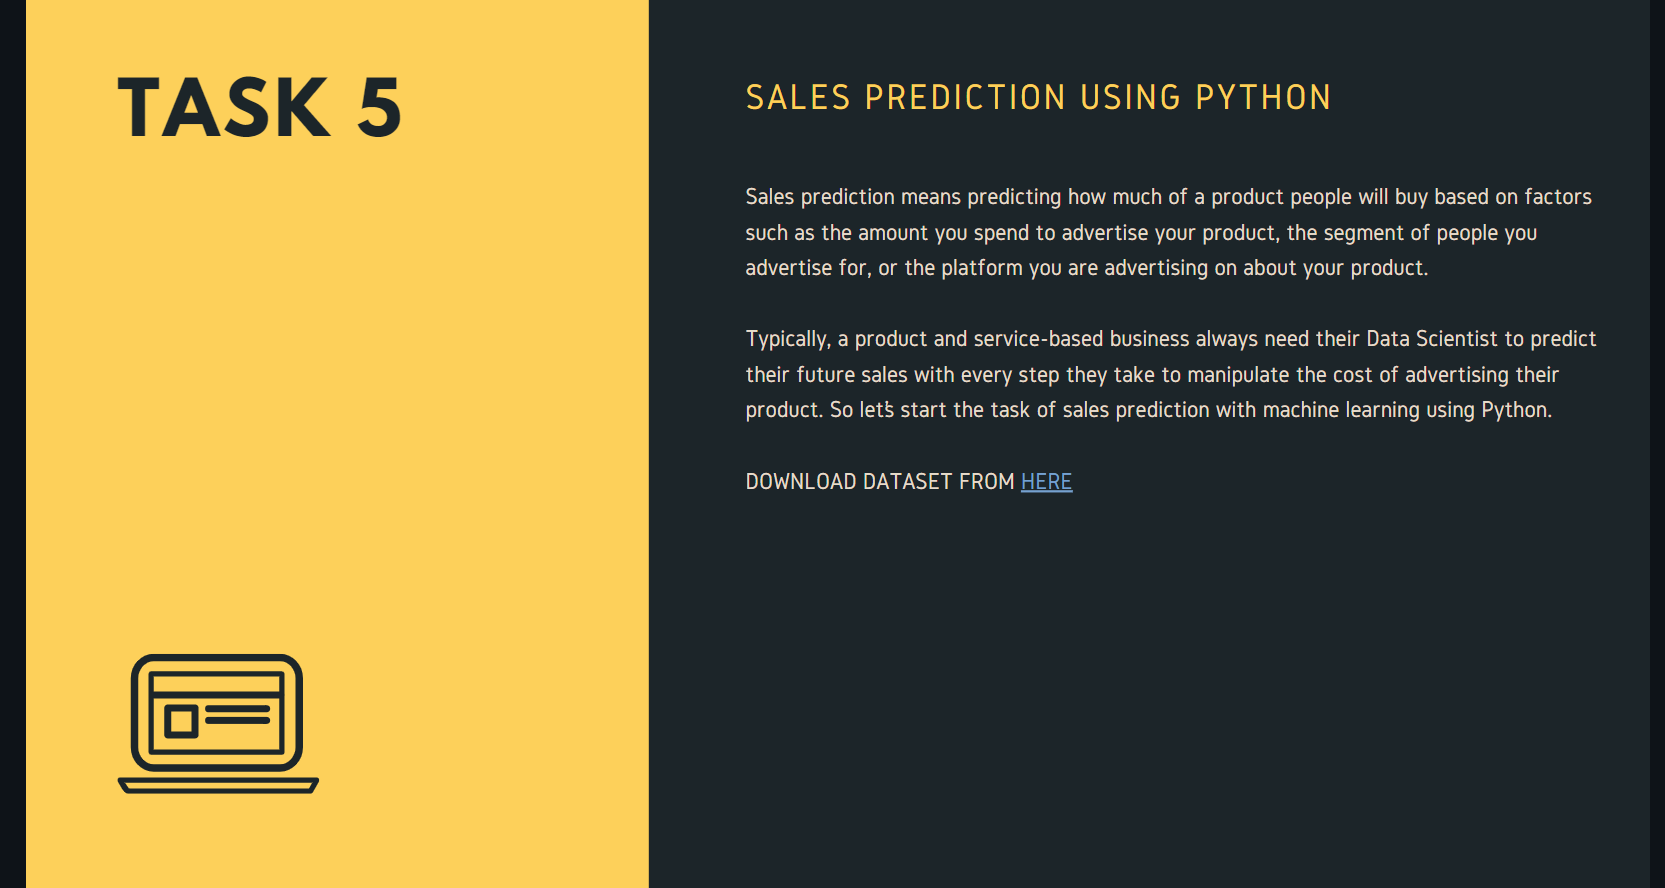 TASK 5
SALES PREDICTION USING PYTHON
Sales prediction means predicting how much of a product people will buy based on factors
such as the amount you spend to advertise your product, the segment of people you
advertise for, or the platform you are advertising on about your product.
Typically, a product and service-based business always need their Data Scientist to predict
their future sales with every step they take to manipulate the cost of advertising their
product. So let's start the task of sales prediction with machine learning using Python.
DOWNLOAD DATASET FROM HERE